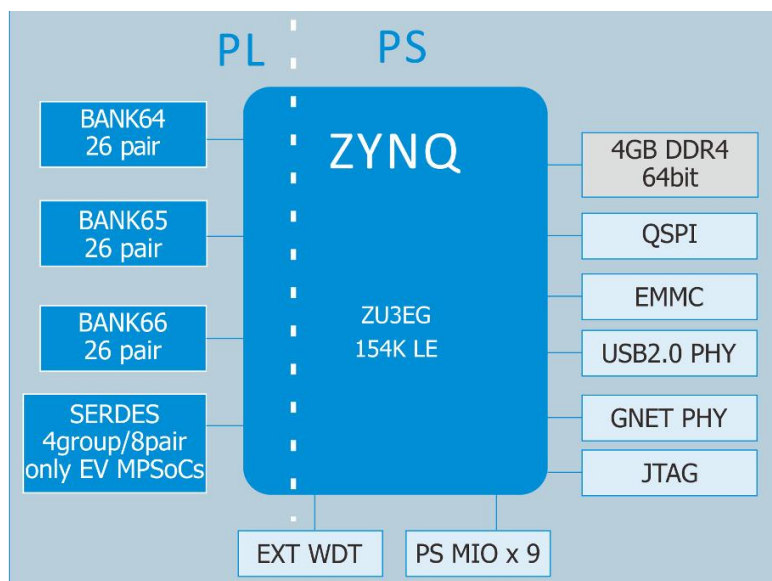 PL
PS
BANK64
26 pair
BANK65
26 pair
BANK66
26 pair
SERDES
4group/8pair
only EV MPSoCs
ZYNQ
ZU3EG
154K LE
4GB DDR4
64bit
QSPI
EMMC
USB2.0 PHY
GNET PHY
JTAG
EXT WDT
PS MIO x 9